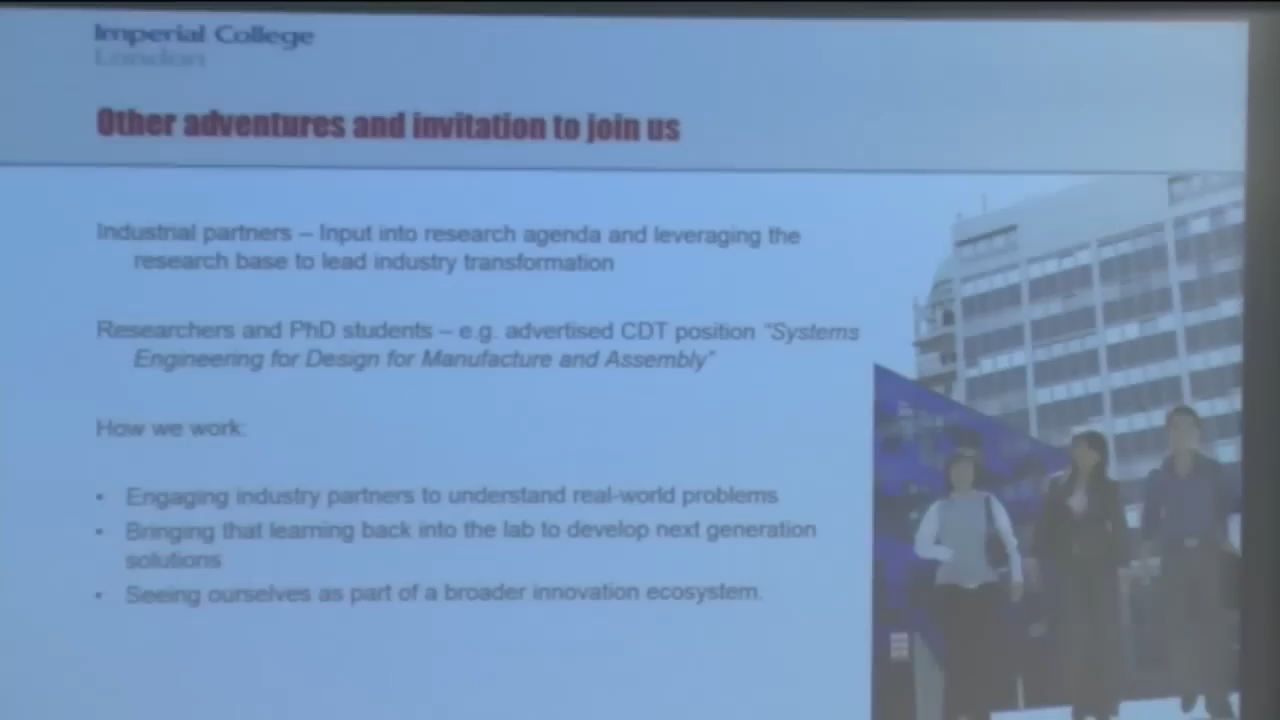 Imperial College
London
Other adventures and invitation to join us
Industrial partners – Input into research agenda and leveraging the
research base to lead industry transformation
Researchers and PhD students – e.g. advertised CDT position "Systems
Engineering for Design for Manufacture and Assembly"
How we work:
• Engaging industry partners to understand real-world problems
• Bringing that learning back into the lab to develop next generation
solutions
• Seeing ourselves as part of a broader innovation ecosystem.